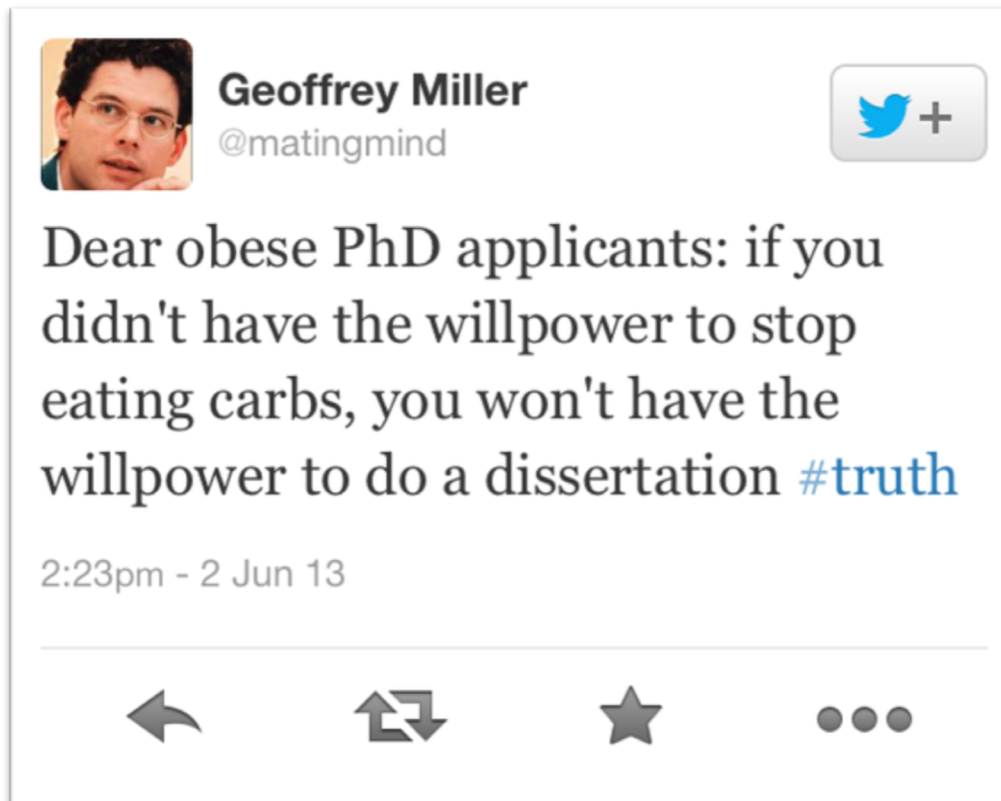 Geoffrey Miller
@matingmind
+
Dear obese PhD applicants: if you
didn't have the willpower to stop
eating carbs, you won't have the
willpower to do a dissertation #truth
2:23pm - 2 Jun 13